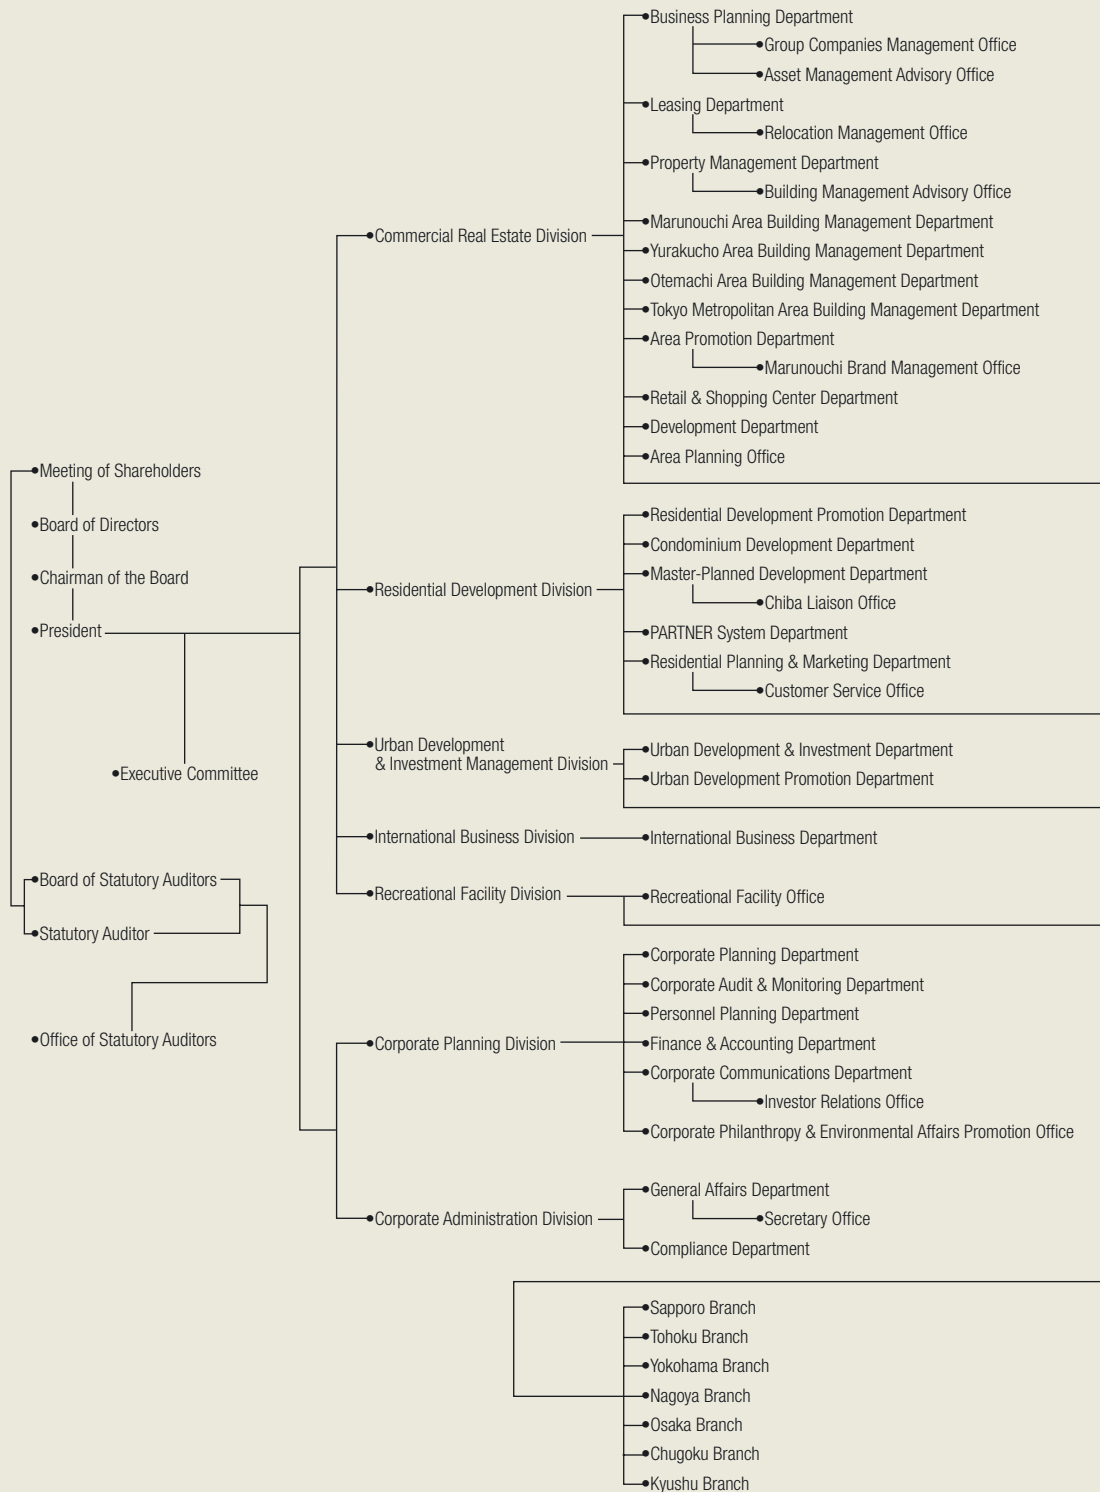 Meeting of Shareholders
Board of Directors
Chairman of the Board
President
Executive Committee
Board of Statutory Auditors
Statutory Auditor
Office of Statutory Auditors
Commercial Real Estate Division
Business Planning Department
Group Companies Management Office
Asset Management Advisory Office
Leasing Department
Relocation Management Office
Property Management Department
Building Management Advisory Office
Marunouchi Area Building Management Department
Yurakucho Area Building Management Department
Otemachi Area Building Management Department
Tokyo Metropolitan Area Building Management Department
Area Promotion Department
Marunouchi Brand Management Office
Retail & Shopping Center Department
Development Department
Area Planning Office
Residential Development Division
Residential Development Promotion Department
Condominium Development Department
Master-Planned Development Department
Chiba Liaison Office
PARTNER System Department
Residential Planning & Marketing Department
Customer Service Office
Urban Development
& Investment Management Division
Urban Development & Investment Department
Urban Development Promotion Department
International Business Division
International Business Department
Recreational Facility Division
Recreational Facility Office
Corporate Planning Division
Corporate Planning Department
Corporate Audit & Monitoring Department
Personnel Planning Department
Finance & Accounting Department
Corporate Communications Department
Investor Relations Office
Corporate Philanthropy & Environmental Affairs Promotion Office
Corporate Administration Division
General Affairs Department
Secretary Office
Compliance Department
Sapporo Branch
Tohoku Branch
Yokohama Branch
Nagoya Branch
Osaka Branch
Chugoku Branch
Kyushu Branch